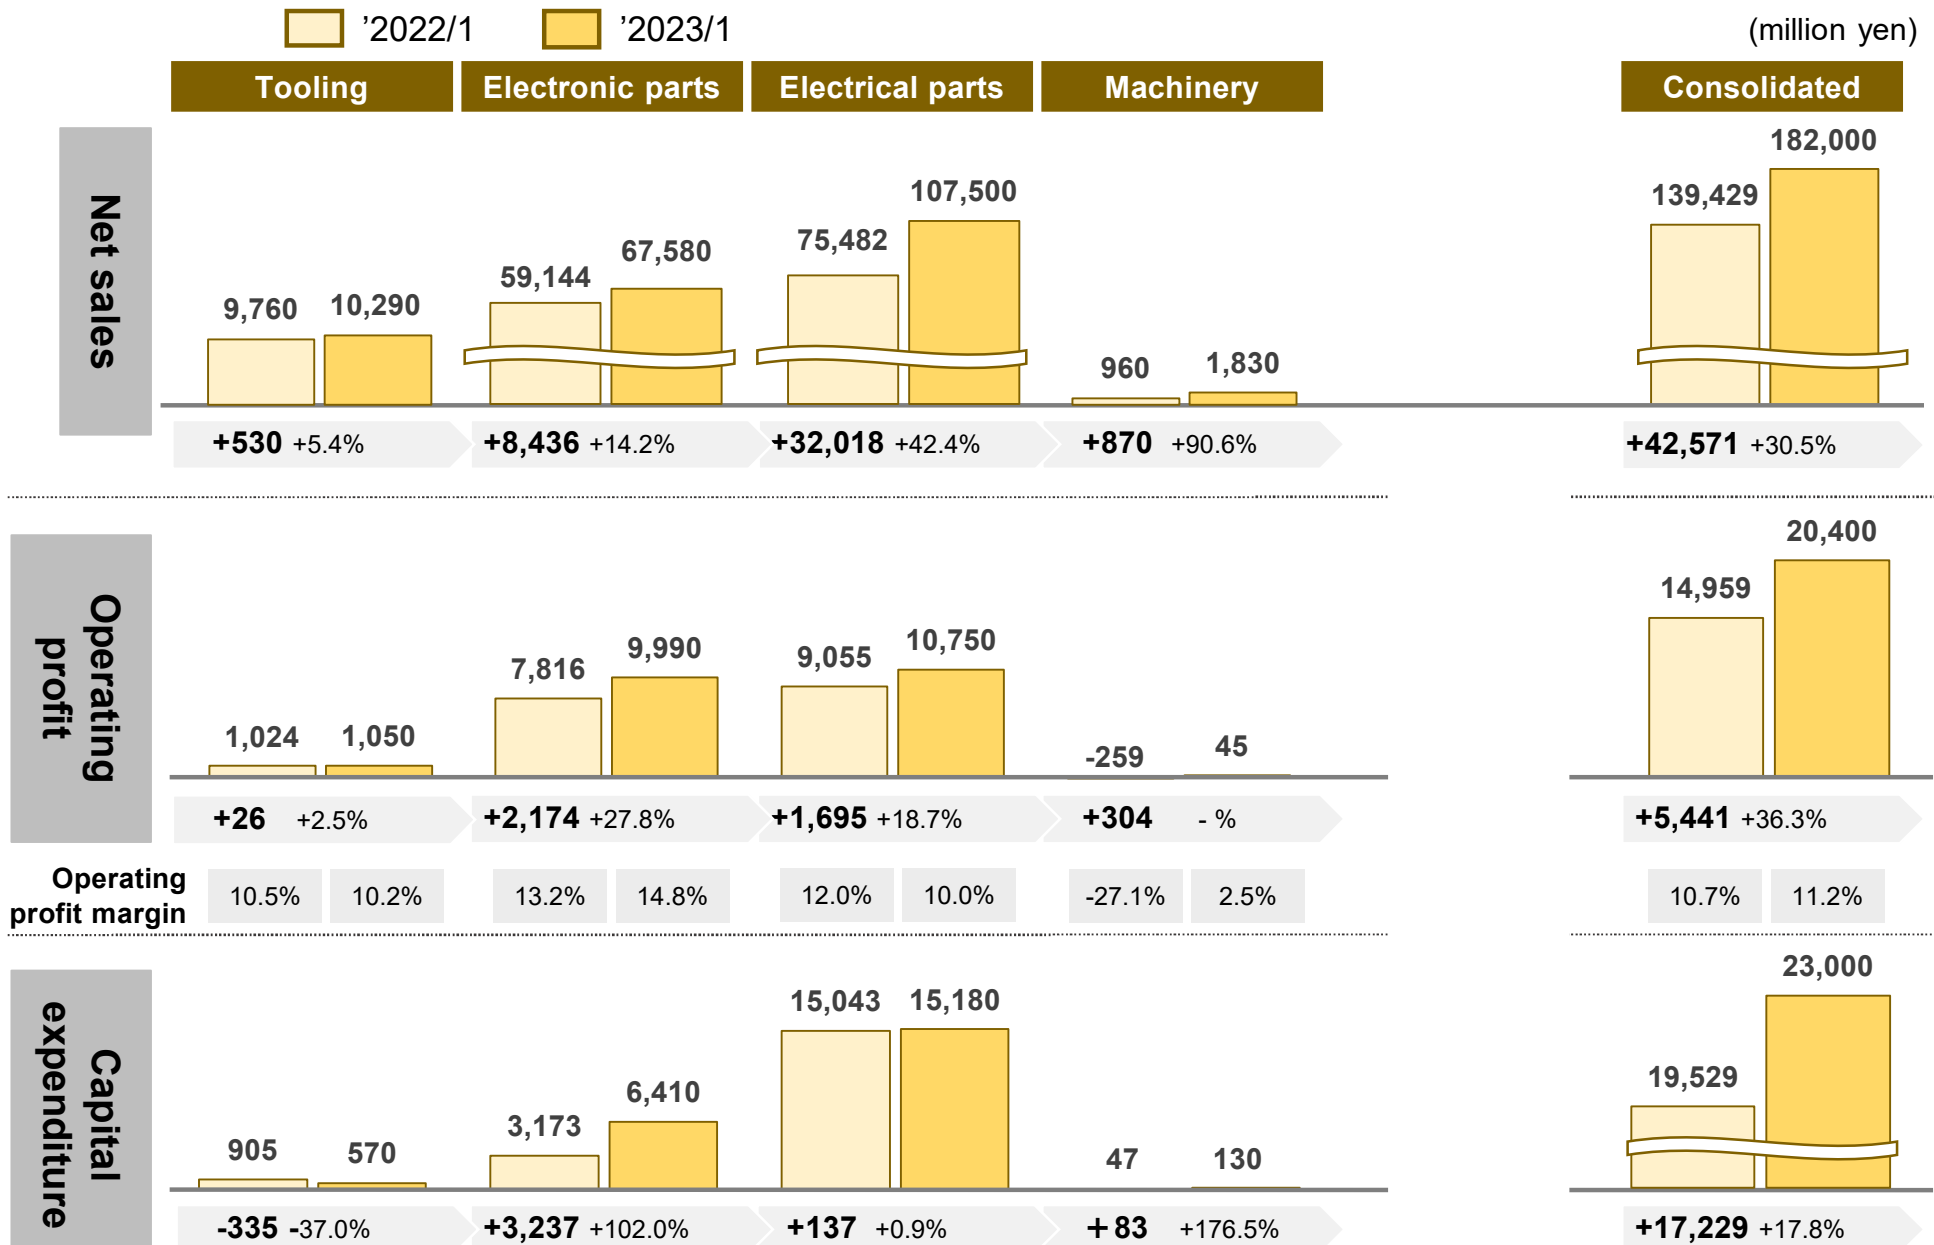 ’2022/1 ’2023/1 (million yen)
Tooling Electronic parts Electrical parts Machinery Consolidated
Net sales
9,760 10,290 59,144 67,580 75,482 107,500 960 1,830 139,429 182,000
+530 +5.4% +8,436 +14.2% +32,018 +42.4% +870 +90.6% +42,571 +30.5%
Operating
profit
1,024 1,050 7,816 9,990 9,055 10,750 -259 45 14,959 20,400
+26 +2.5% +2,174 +27.8% +1,695 +18.7% +304 - % +5,441 +36.3%
Operating
profit margin
10.5% 10.2% 13.2% 14.8% 12.0% 10.0% -27.1% 2.5% 10.7% 11.2%
Capital
expenditure
905 570 3,173 6,410 15,043 15,180 47 130 19,529 23,000
-335 -37.0% +3,237 +102.0% +137 +0.9% +83 +176.5% +17,229 +17.8%